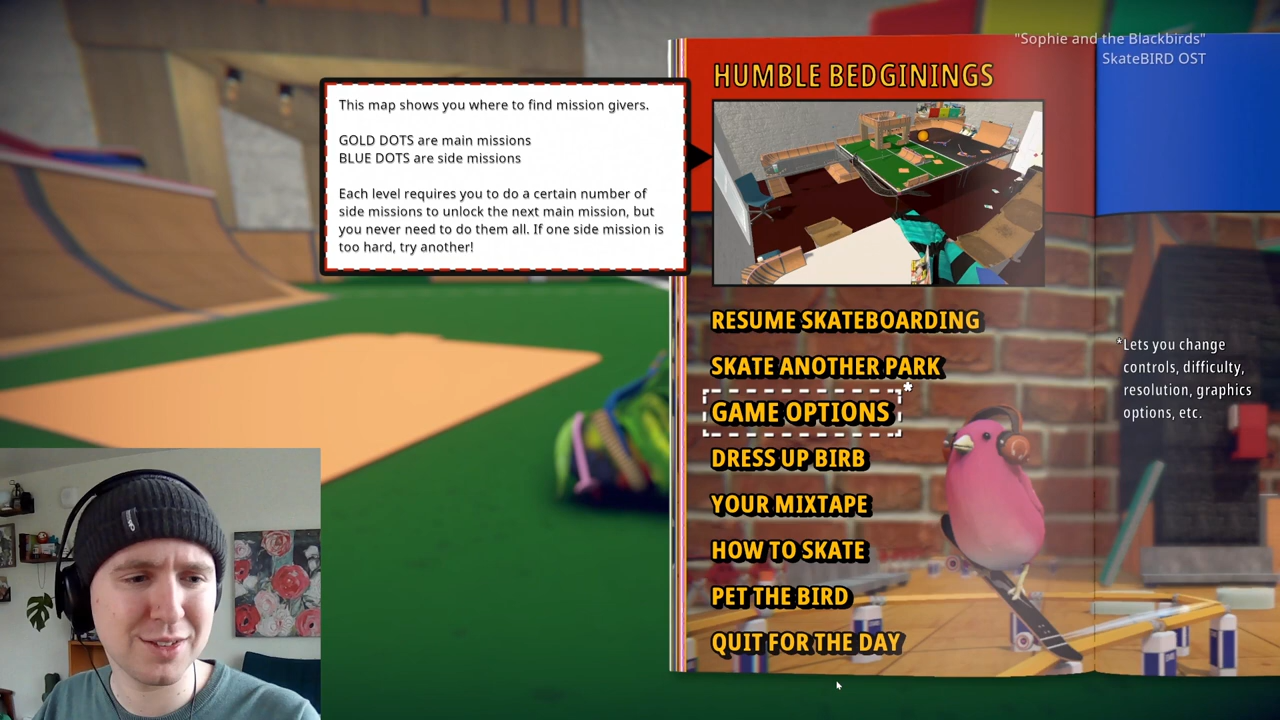 "Sophie and the Blackbirds"
SkateBIRD OST
HUMBLE BEDGININGS
This map shows you where to find mission givers.
GOLD DOTS are main missions
BLUE DOTS are side missions
Each level requires you to do a certain number of
side missions to unlock the next main mission, but
you never need to do them all. If one side mission is
too hard, try another!
RESUME SKATEBOARDING
SKATE ANOTHER PARK
GAME OPTIONS*
DRESS UP BIRB
YOUR MIXTAPE
HOW TO SKATE
PET THE BIRD
QUIT FOR THE DAY
*Lets you change
controls, difficulty,
resolution, graphics
options, etc.